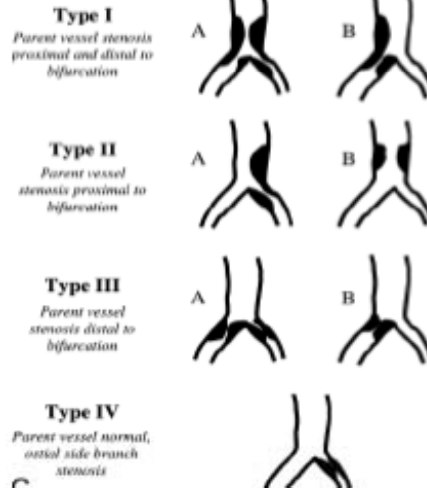 Type I
Parent vessel stenosis
proximal and distal to
bifurcation
A
B
Type II
Parent vessel
stenosis proximal to
bifurcation
A
B
Type III
Parent vessel
stenosis distal to
bifurcation
A
B
Type IV
Parent vessel normal,
ostial side branch
stenosis
C